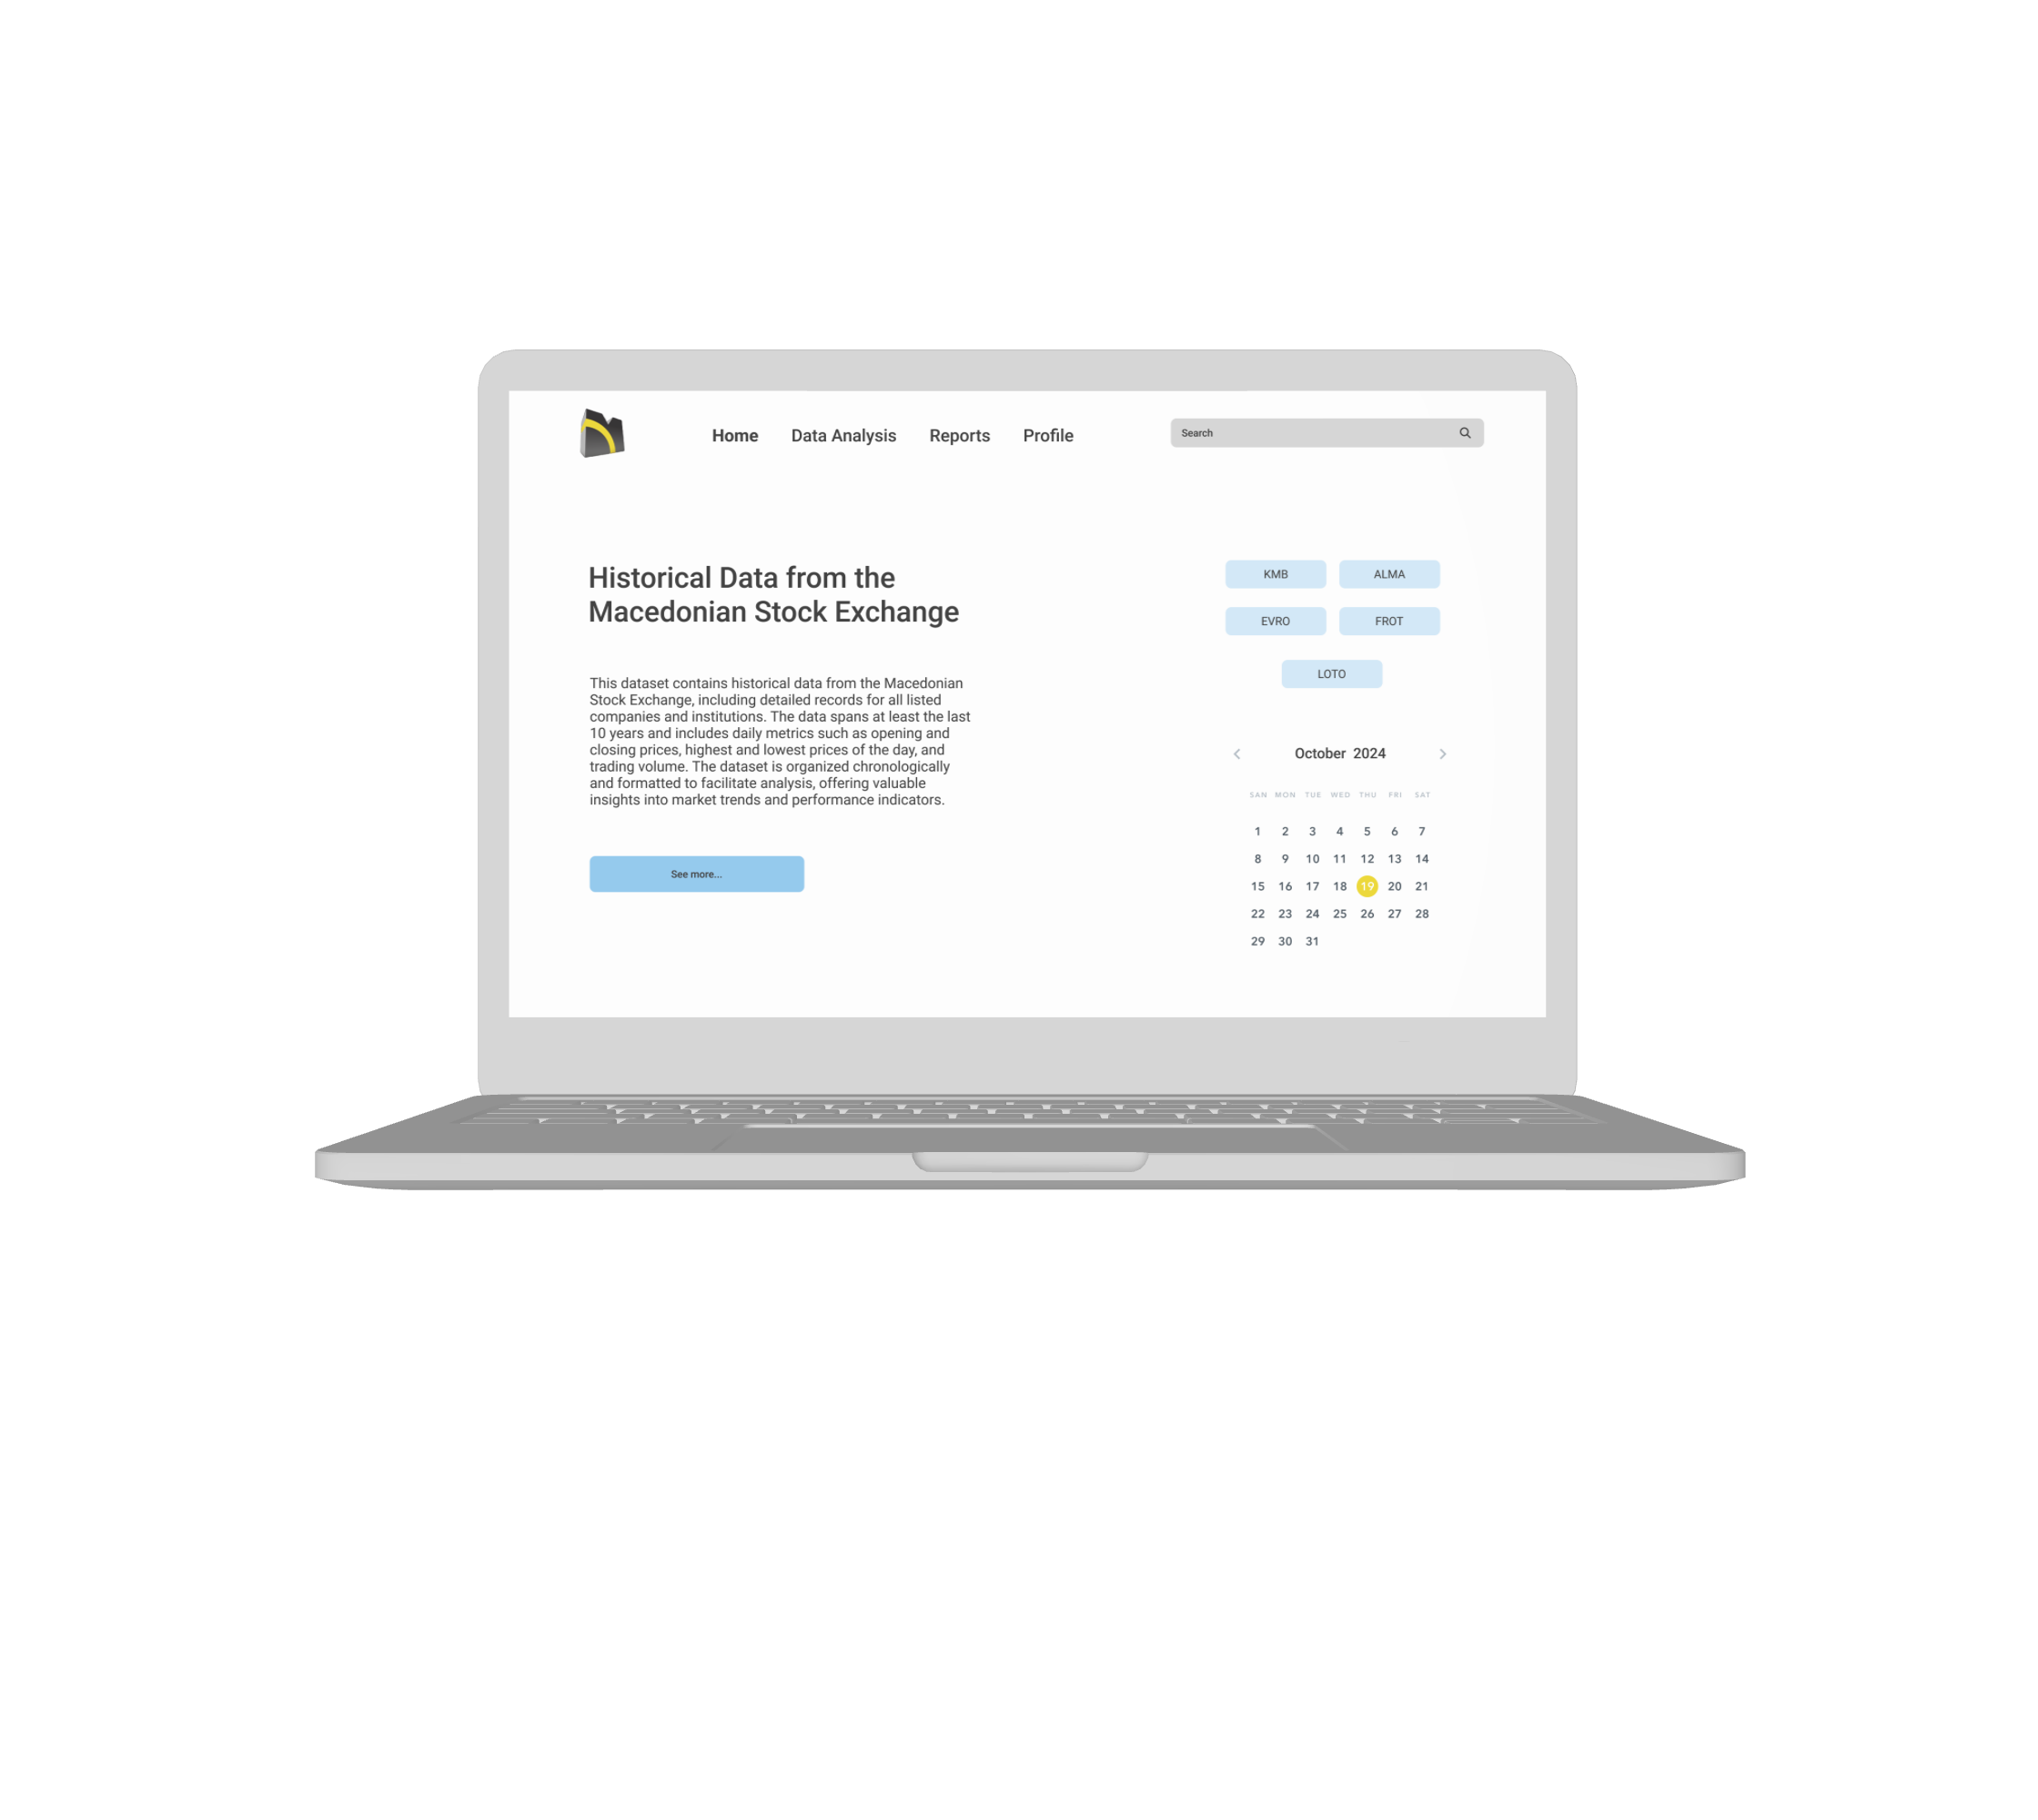 Home Data Analysis Reports Profile Search
Historical Data from the
Macedonian Stock Exchange
This dataset contains historical data from the Macedonian
Stock Exchange, including detailed records for all listed
companies and institutions. The data spans at least the last
10 years and includes daily metrics such as opening and
closing prices, highest and lowest prices of the day, and
trading volume. The dataset is organized chronologically
and formatted to facilitate analysis, offering valuable
insights into market trends and performance indicators.
See more...
KMB ALMA
EVRO FROT
LOTO
October 2024
SAN MON TUE WED THU FRI SAT
1 2 3 4 5 6 7
8 9 10 11 12 13 14
15 16 17 18 19 20 21
22 23 24 25 26 27 28
29 30 31